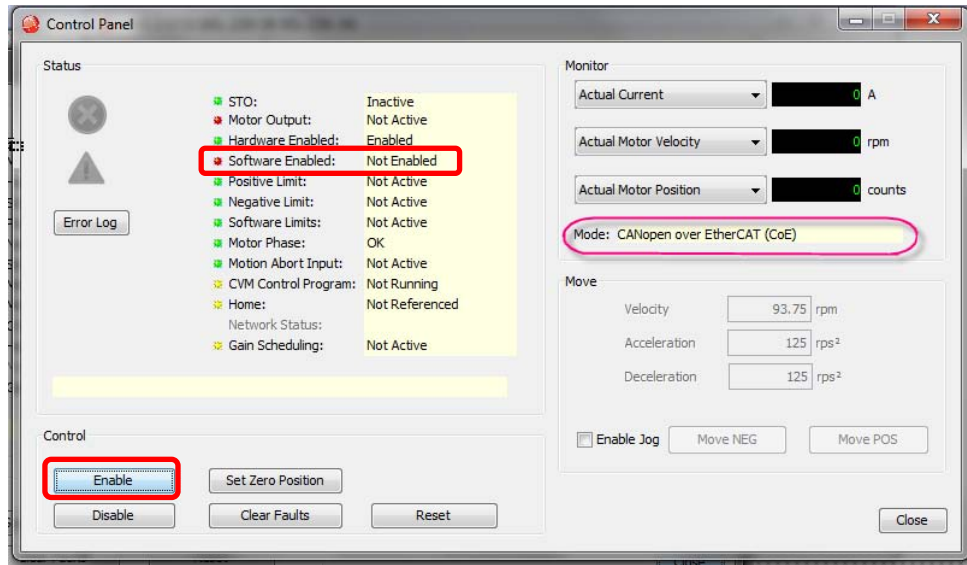 Control Panel
Status
STO: Inactive
Motor Output: Not Active
Hardware Enabled: Enabled
Software Enabled: Not Enabled
Positive Limit: Not Active
Negative Limit: Not Active
Software Limits: Not Active
Motor Phase: OK
Motion Abort Input: Not Active
CVM Control Program: Not Running
Home: Not Referenced
Network Status:
Gain Scheduling: Not Active
Error Log
Control
Enable
Set Zero Position
Disable
Clear Faults
Reset
Monitor
Actual Current 0 A
Actual Motor Velocity 0 rpm
Actual Motor Position 0 counts
Mode: CANopen over EtherCAT (CoE)
Move
Velocity 93.75 rpm
Acceleration 125 rps²
Deceleration 125 rps²
Enable Jog
Move NEG
Move POS
Close